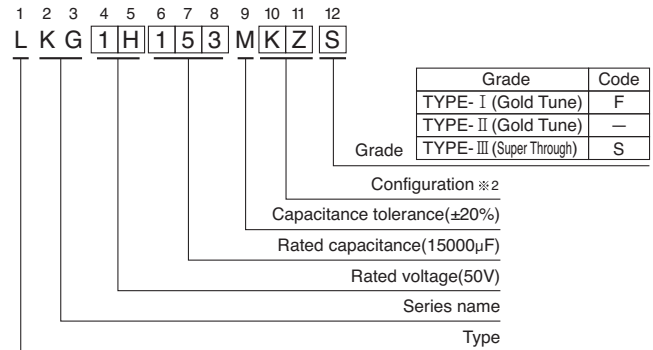 1 2 3 4 5 6 7 8 9 10 11 12
L K G 1 H 1 5 3 M K Z S
Grade Code
TYPE-Ⅰ(Gold Tune) F
TYPE-Ⅱ(Gold Tune) —
TYPE-Ⅲ(Super Through) S
Grade
Configuration ※2
Capacitance tolerance(±20%)
Rated capacitance(15000µF)
Rated voltage(50V)
Series name
Type